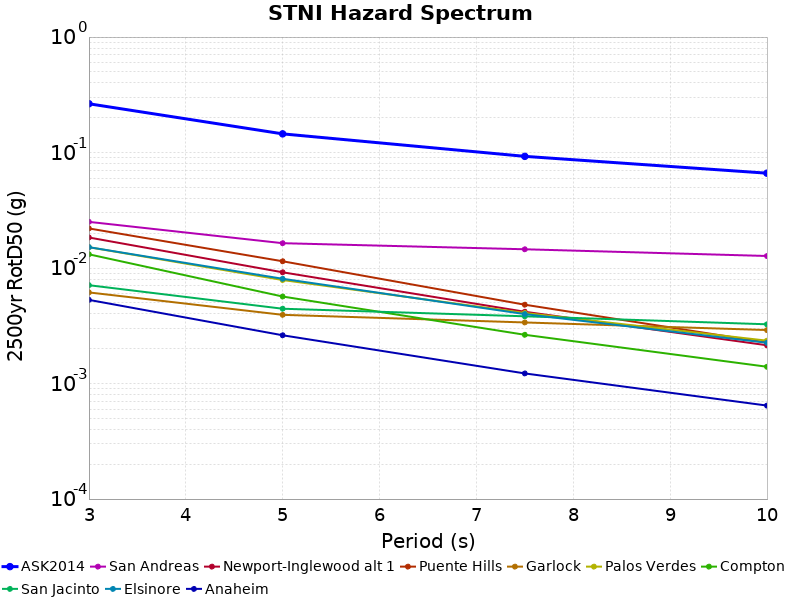 STNI Hazard Spectrum
2500yr RotD50 (g)
10^0
10^-1
10^-2
10^-3
10^-4
3 4 5 6 7 8 9 10
Period (s)
ASK2014 San Andreas Newport-Inglewood alt 1 Puente Hills Garlock Palos Verdes Compton
San Jacinto Elsinore Anaheim